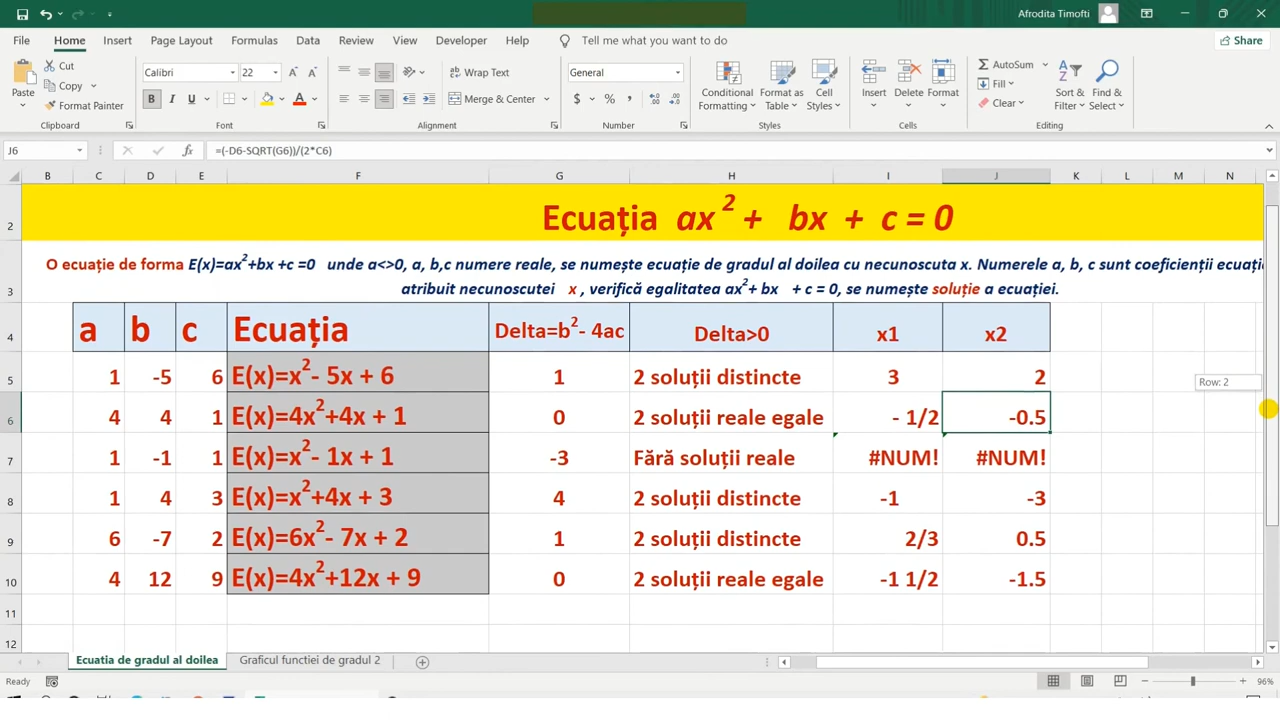 Afrodita Timofti
File Home Insert Page Layout Formulas Data Review View Developer Help Tell me what you want to do Share
Paste Cut Copy Format Painter
Calibri 22
B I U A
Wrap Text
Merge & Center
General
$ % ,
Conditional Formatting Format as Table Cell Styles
Insert Delete Format
AutoSum Fill Clear
Sort & Filter Find & Select
Clipboard Font Alignment Number Styles Cells Editing
J6 fx =(-D6-SQRT(G6))/(2*C6)
B C D E F G H I J K L M N
2 Ecuația ax2 + bx + c = 0
O ecuație de forma E(x)=ax2+bx +c =0 unde a<>0, a, b,c numere reale, se numește ecuație de gradul al doilea cu necunoscuta x. Numerele a, b, c sunt coeficienții ecuați
3 atribuit necunoscutei x , verifică egalitatea ax2+ bx + c = 0, se numește soluție a ecuației.
4 a b c Ecuația Delta=b2- 4ac Delta>0 x1 x2
5 1 -5 6 E(x)=x2- 5x + 6 1 2 soluții distincte 3 2
Row: 2
6 4 4 1 E(x)=4x2+4x + 1 0 2 soluții reale egale - 1/2 -0.5
7 1 -1 1 E(x)=x2- 1x + 1 -3 Fără soluții reale #NUM! #NUM!
8 1 4 3 E(x)=x2+4x + 3 4 2 soluții distincte -1 -3
9 6 -7 2 E(x)=6x2- 7x + 2 1 2 soluții distincte 2/3 0.5
10 4 12 9 E(x)=4x2+12x + 9 0 2 soluții reale egale -1 1/2 -1.5
11
12
Ecuatia de gradul al doilea Graficul functiei de gradul 2
Ready 96%